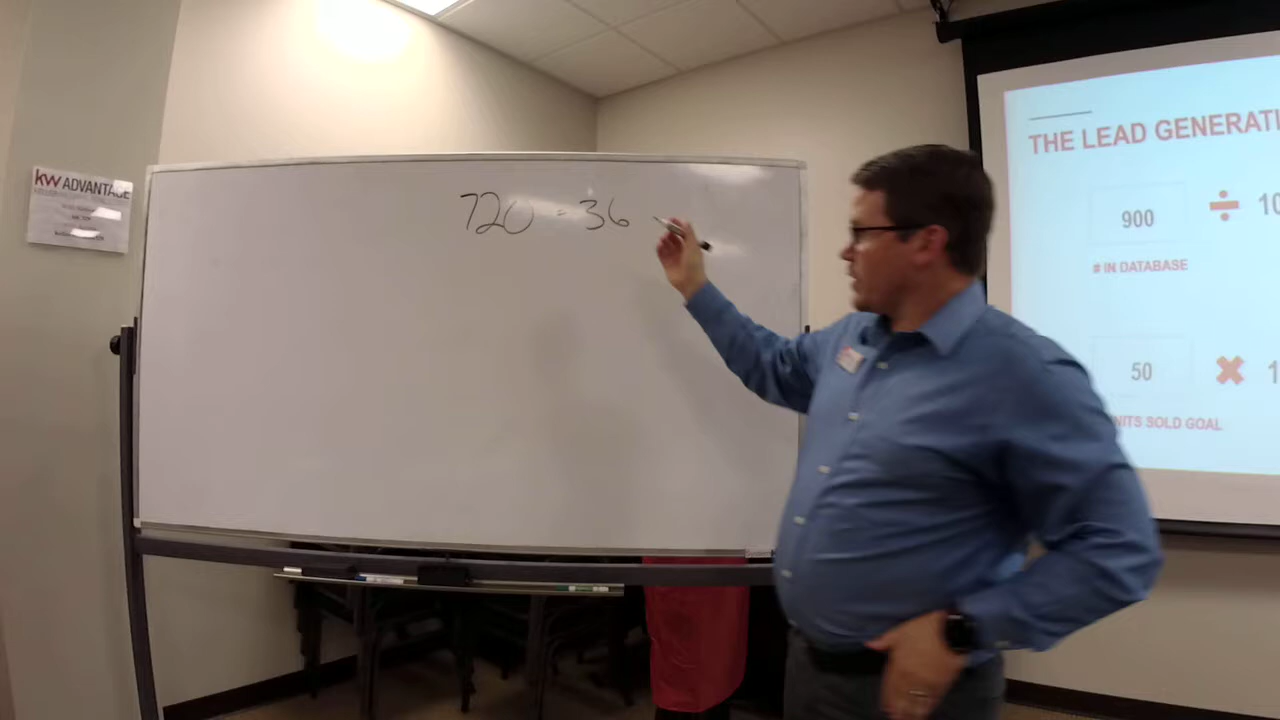 kw ADVANTAGE
720 = 36
THE LEAD GENERATI
900
÷
10
# IN DATABASE
50
✖
1
NITS SOLD GOAL